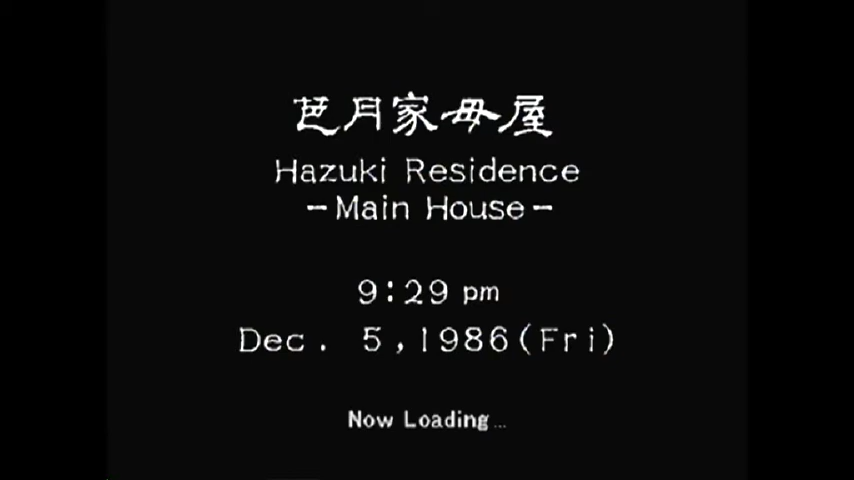 芭月家母屋
Hazuki Residence
-Main House-
9:29 pm
Dec. 5,1986(Fri)
Now Loading...